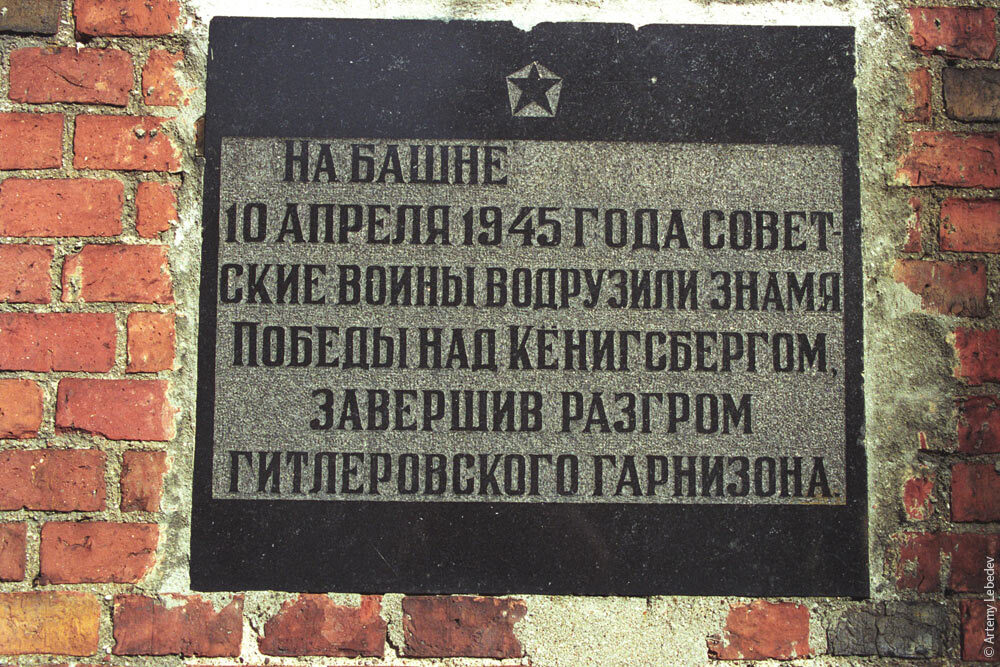 На башне
10 апреля 1945 года совет-
ские воины водрузили знамя
Победы над Кёнигсбергом,
завершив разгром
гитлеровского гарнизона.
© Artemy Lebedev